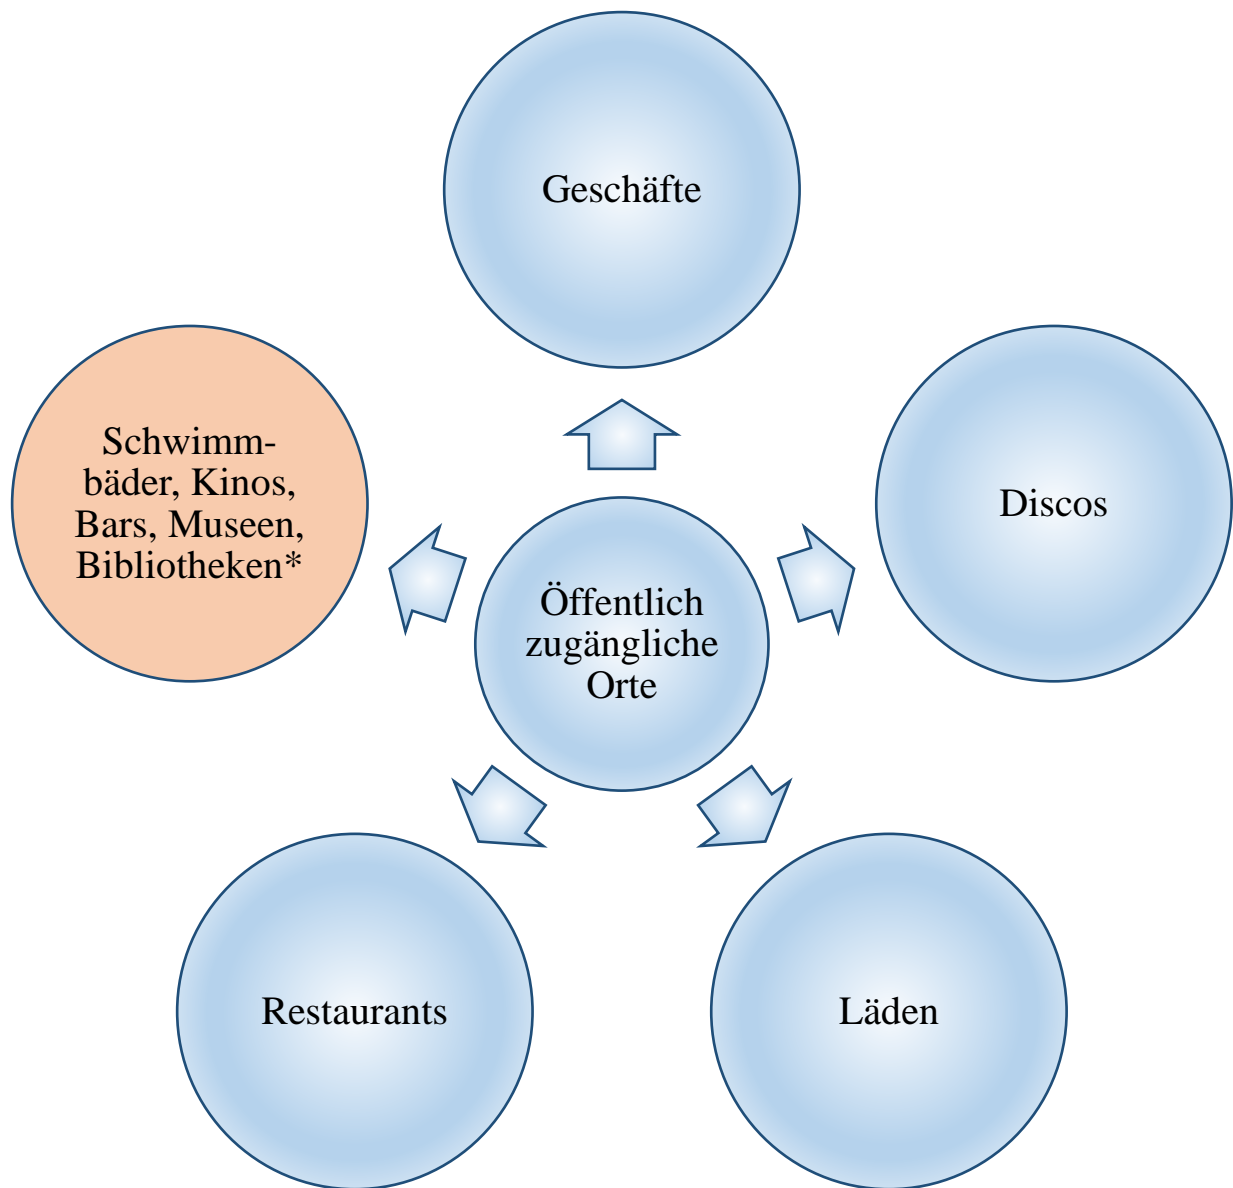 Geschäfte
Schwimm-
bäder, Kinos,
Bars, Museen,
Bibliotheken*
Discos
Öffentlich
zugängliche
Orte
Restaurants
Läden